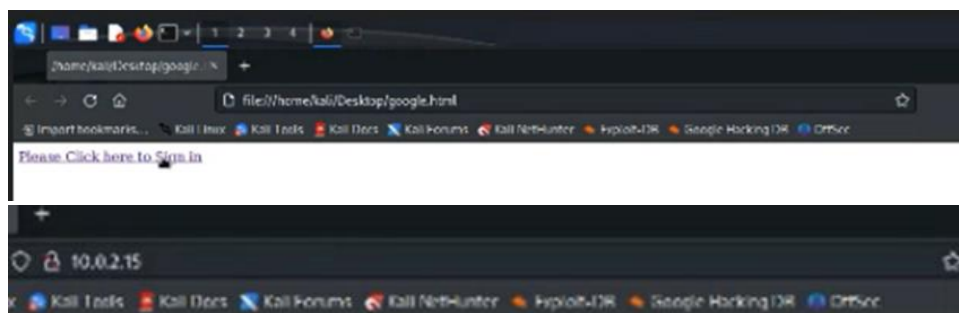 1 2 3 4
/home/kali/Desktop/google.
file:///home/kali/Desktop/google.html
Import bookmarks... Kali Linux Kali Tools Kali Docs Kali Forums Kali NetHunter Exploit-DB Google Hacking DB OffSec
Please Click here to Sign in
10.0.2.15
Kali Tools Kali Docs Kali Forums Kali NetHunter Exploit-DB Google Hacking DB OffSec